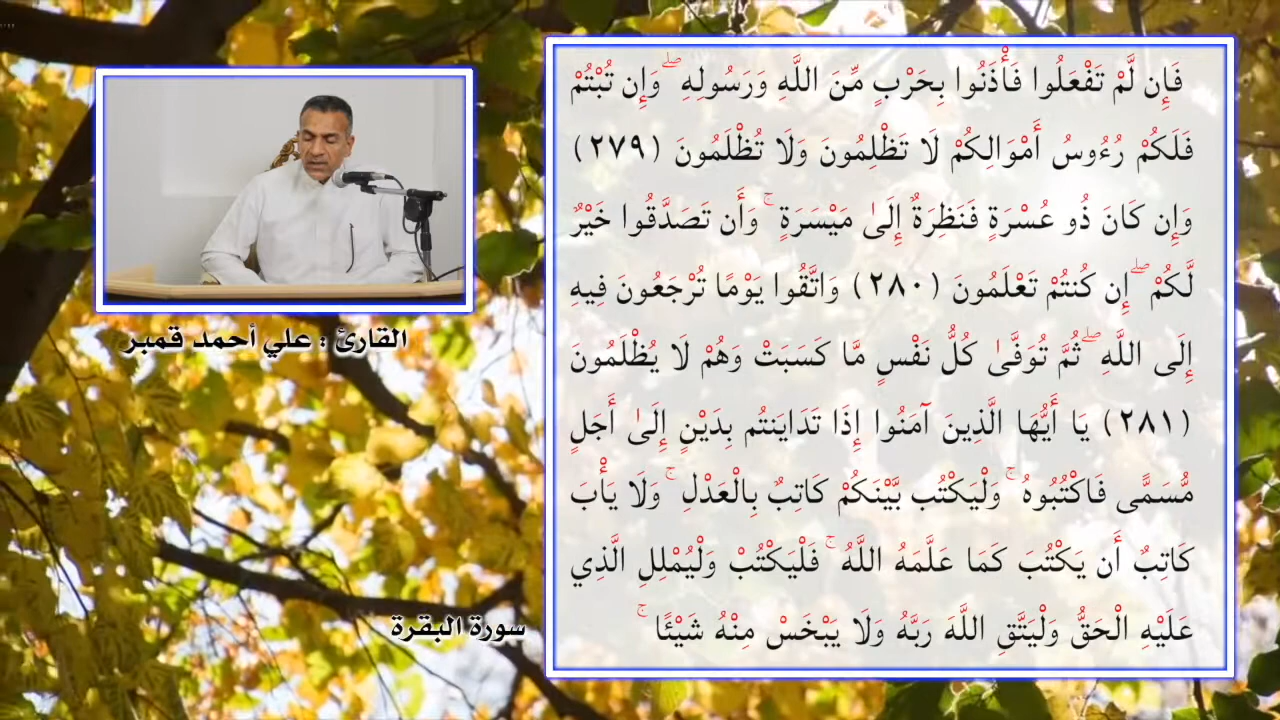 فَإِن لَّمْ تَفْعَلُوا فَأْذَنُوا بِحَرْبٍ مِّنَ اللَّهِ وَرَسُولِهِ ۖ وَإِن تُبْتُمْ
فَلَكُمْ رُءُوسُ أَمْوَالِكُمْ لَا تَظْلِمُونَ وَلَا تُظْلَمُونَ (٢٧٩)
وَإِن كَانَ ذُو عُسْرَةٍ فَنَظِرَةٌ إِلَىٰ مَيْسَرَةٍ ۚ وَأَن تَصَدَّقُوا خَيْرٌ
لَّكُمْ ۖ إِن كُنتُمْ تَعْلَمُونَ (٢٨٠) وَاتَّقُوا يَوْمًا تُرْجَعُونَ فِيهِ
إِلَى اللَّهِ ۖ ثُمَّ تُوَفَّىٰ كُلُّ نَفْسٍ مَّا كَسَبَتْ وَهُمْ لَا يُظْلَمُونَ
(٢٨١) يَا أَيُّهَا الَّذِينَ آمَنُوا إِذَا تَدَايَنتُم بِدَيْنٍ إِلَىٰ أَجَلٍ
مُّسَمًّى فَاكْتُبُوهُ ۚ وَلْيَكْتُب بَّيْنَكُمْ كَاتِبٌ بِالْعَدْلِ ۚ وَلَا يَأْبَ
كَاتِبٌ أَن يَكْتُبَ كَمَا عَلَّمَهُ اللَّهُ ۚ فَلْيَكْتُبْ وَلْيُمْلِلِ الَّذِي
عَلَيْهِ الْحَقُّ وَلْيَتَّقِ اللَّهَ رَبَّهُ وَلَا يَبْخَسْ مِنْهُ شَيْئًا ۚ
القارئ : علي أحمد قمبر
سورة البقرة